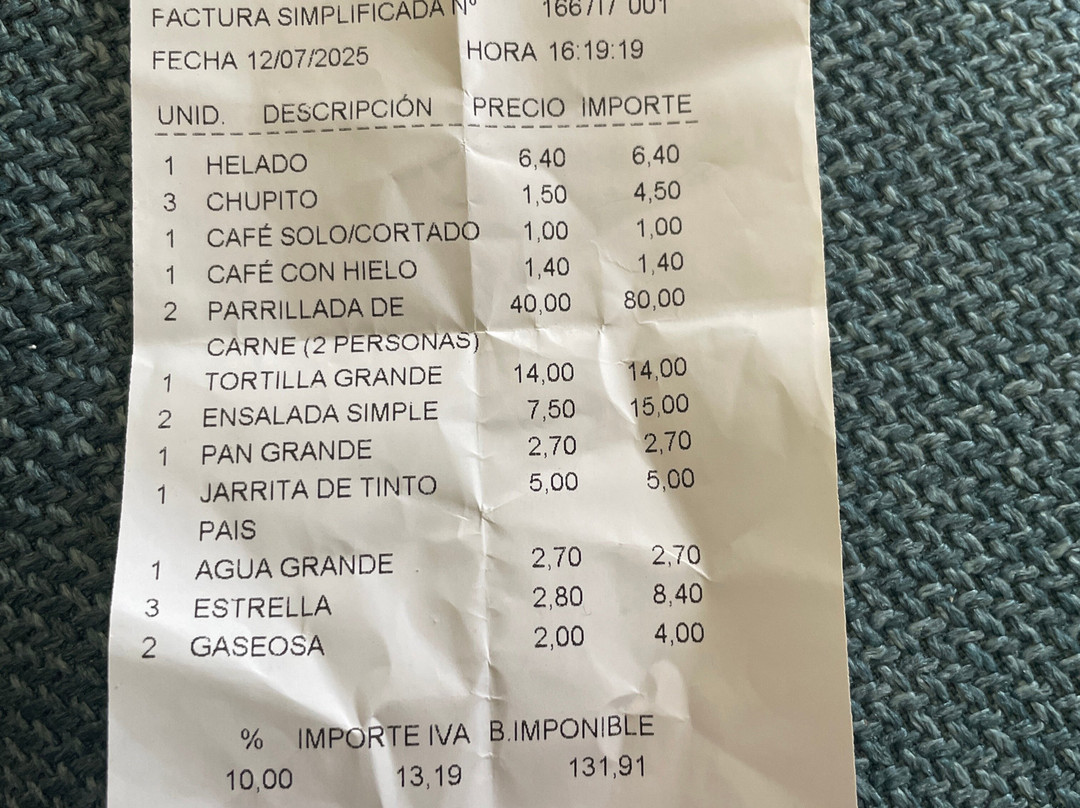 FACTURA SIMPLIFICADA Nº 166717 001
FECHA 12/07/2025 HORA 16:19:19
UNID. DESCRIPCIÓN PRECIO IMPORTE
1 HELADO 6,40 6,40
3 CHUPITO 1,50 4,50
1 CAFÉ SOLO/CORTADO 1,00 1,00
1 CAFÉ CON HIELO 1,40 1,40
2 PARRILLADA DE 40,00 80,00
CARNE (2 PERSONAS)
1 TORTILLA GRANDE 14,00 14,00
2 ENSALADA SIMPLE 7,50 15,00
1 PAN GRANDE 2,70 2,70
1 JARRITA DE TINTO 5,00 5,00
PAIS
1 AGUA GRANDE 2,70 2,70
3 ESTRELLA 2,80 8,40
2 GASEOSA 2,00 4,00
% IMPORTE IVA B.IMPONIBLE
10,00 13,19 131,91